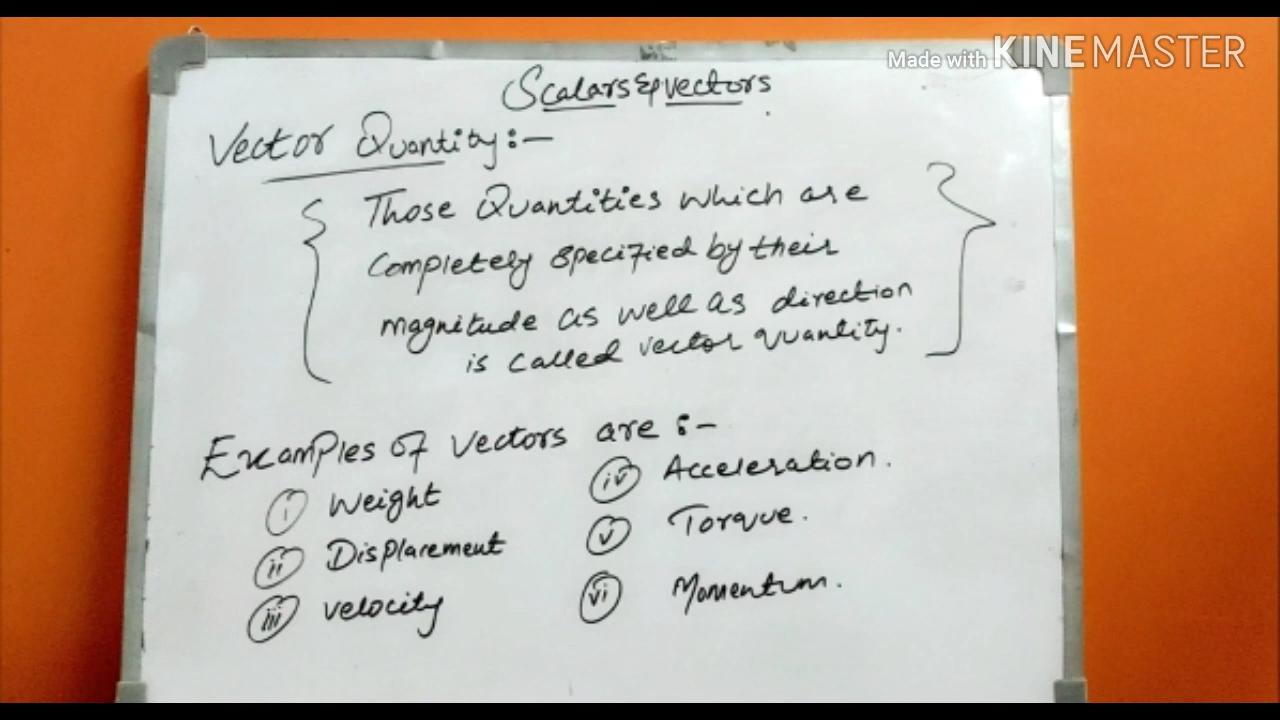 Made with KINEMASTER
Scalars & vectors
Vector Quantity:-
Those Quantities which are
completely specified by their
magnitude as well as direction
is called vector quantity.
Examples of vectors are :-
i Weight
ii Displacement
iii velocity
iv Acceleration.
v Torque.
vi Momentum.